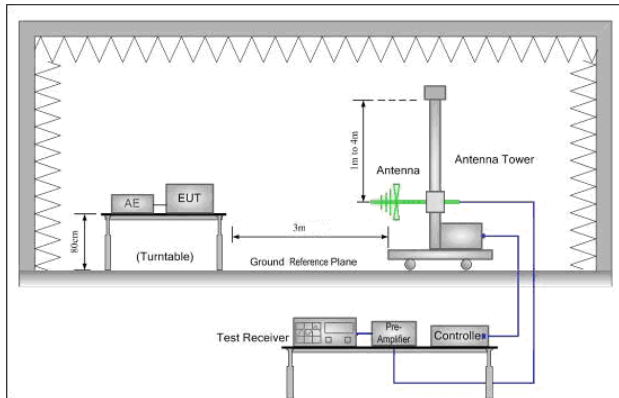 1m to 4m
Antenna
Antenna Tower
AE
EUT
80cm
(Turntable)
3m
Ground Reference Plane
Test Receiver
Pre-
Amplifier
Controller